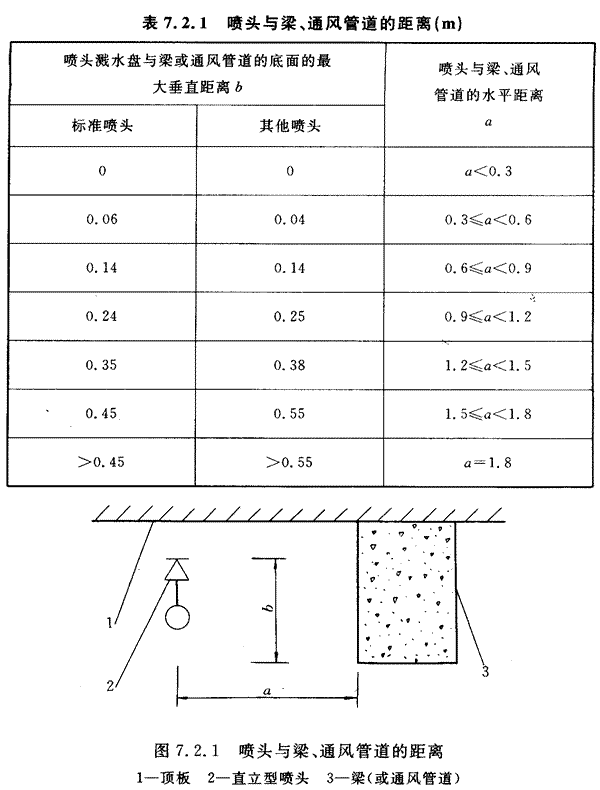 表 7.2.1 喷头与梁、通风管道的距离(m)
喷头溅水盘与梁或通风管道的底面的最
大垂直距离 b
喷头与梁、通风
管道的水平距离
a
标准喷头 其他喷头
0 0 a<0.3
0.06 0.04 0.3≤a<0.6
0.14 0.14 0.6≤a<0.9
0.24 0.25 0.9≤a<1.2
0.35 0.38 1.2≤a<1.5
0.45 0.55 1.5≤a<1.8
>0.45 >0.55 a=1.8
b
1
2
a
3
图 7.2.1 喷头与梁、通风管道的距离
1—顶板 2—直立型喷头 3—梁(或通风管道)